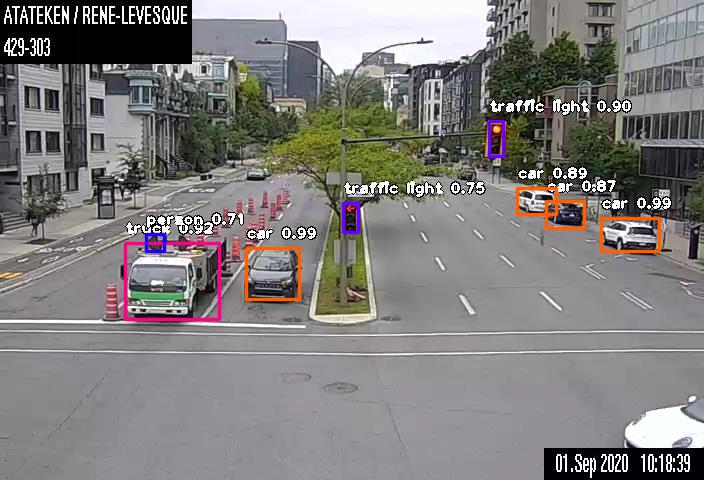 ATATEKEN / RENE-LEVESQUE
429-303
traffic light 0.90
car 0.89
car 0.87
traffic light 0.75
car 0.99
person 0.71
truck 0.92
car 0.99
01.Sep 2020 10:18:39